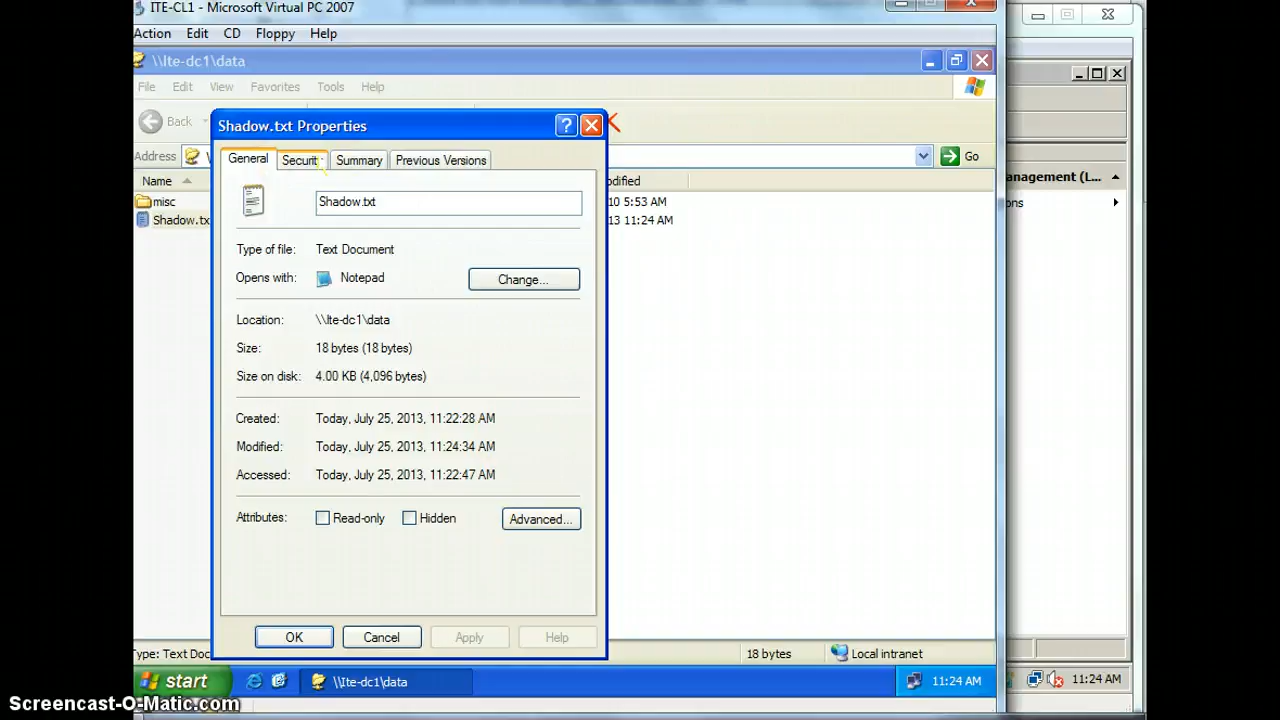 ITE-CL1 - Microsoft Virtual PC 2007
Action Edit CD Floppy Help
\\Ite-dc1\data
File Edit View Favorites Tools Help
Back
Address
Go
Shadow.txt Properties
General Securit Summary Previous Versions
Name
odified
misc
10 5:53 AM
Shadow.tx
13 11:24 AM
anagement (L...
ons
Shadow.txt
Type of file: Text Document
Opens with: Notepad Change...
Location: \\Ite-dc1\data
Size: 18 bytes (18 bytes)
Size on disk: 4.00 KB (4,096 bytes)
Created: Today, July 25, 2013, 11:22:28 AM
Modified: Today, July 25, 2013, 11:24:34 AM
Accessed: Today, July 25, 2013, 11:22:47 AM
Attributes: Read-only Hidden Advanced...
OK Cancel Apply Help
Type: Text Doc
18 bytes
Local intranet
start
\\Ite-dc1\data
11:24 AM
11:24 AM
Screencast-O-Matic.com